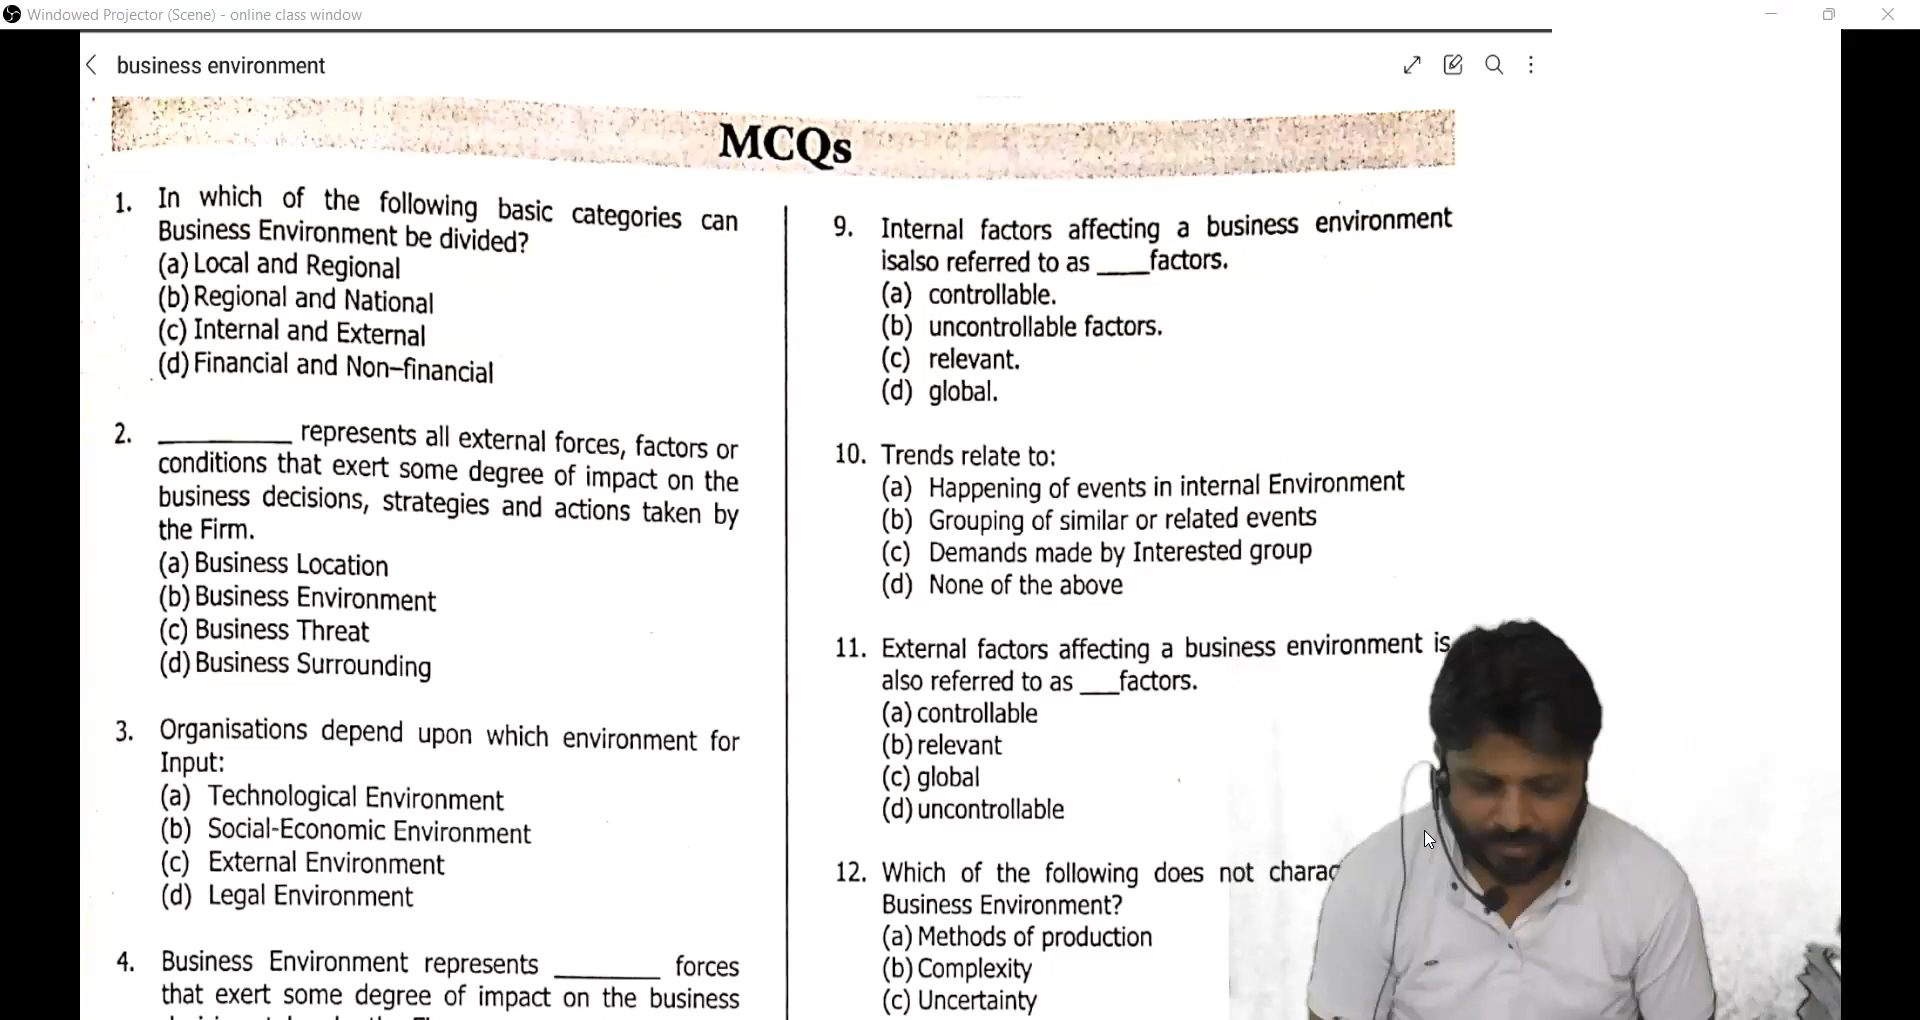 Windowed Projector (Scene) - online class window
business environment
MCQs
1. In which of the following basic categories can
Business Environment be divided?
(a) Local and Regional
(b) Regional and National
(c) Internal and External
(d) Financial and Non–financial
2. __________ represents all external forces, factors or
conditions that exert some degree of impact on the
business decisions, strategies and actions taken by
the Firm.
(a) Business Location
(b) Business Environment
(c) Business Threat
(d) Business Surrounding
3. Organisations depend upon which environment for
Input:
(a) Technological Environment
(b) Social-Economic Environment
(c) External Environment
(d) Legal Environment
4. Business Environment represents ________ forces
that exert some degree of impact on the business
9. Internal factors affecting a business environment
isalso referred to as ____factors.
(a) controllable.
(b) uncontrollable factors.
(c) relevant.
(d) global.
10. Trends relate to:
(a) Happening of events in internal Environment
(b) Grouping of similar or related events
(c) Demands made by Interested group
(d) None of the above
11. External factors affecting a business environment is
also referred to as ___factors.
(a) controllable
(b) relevant
(c) global
(d) uncontrollable
12. Which of the following does not charac
Business Environment?
(a) Methods of production
(b) Complexity
(c) Uncertainty